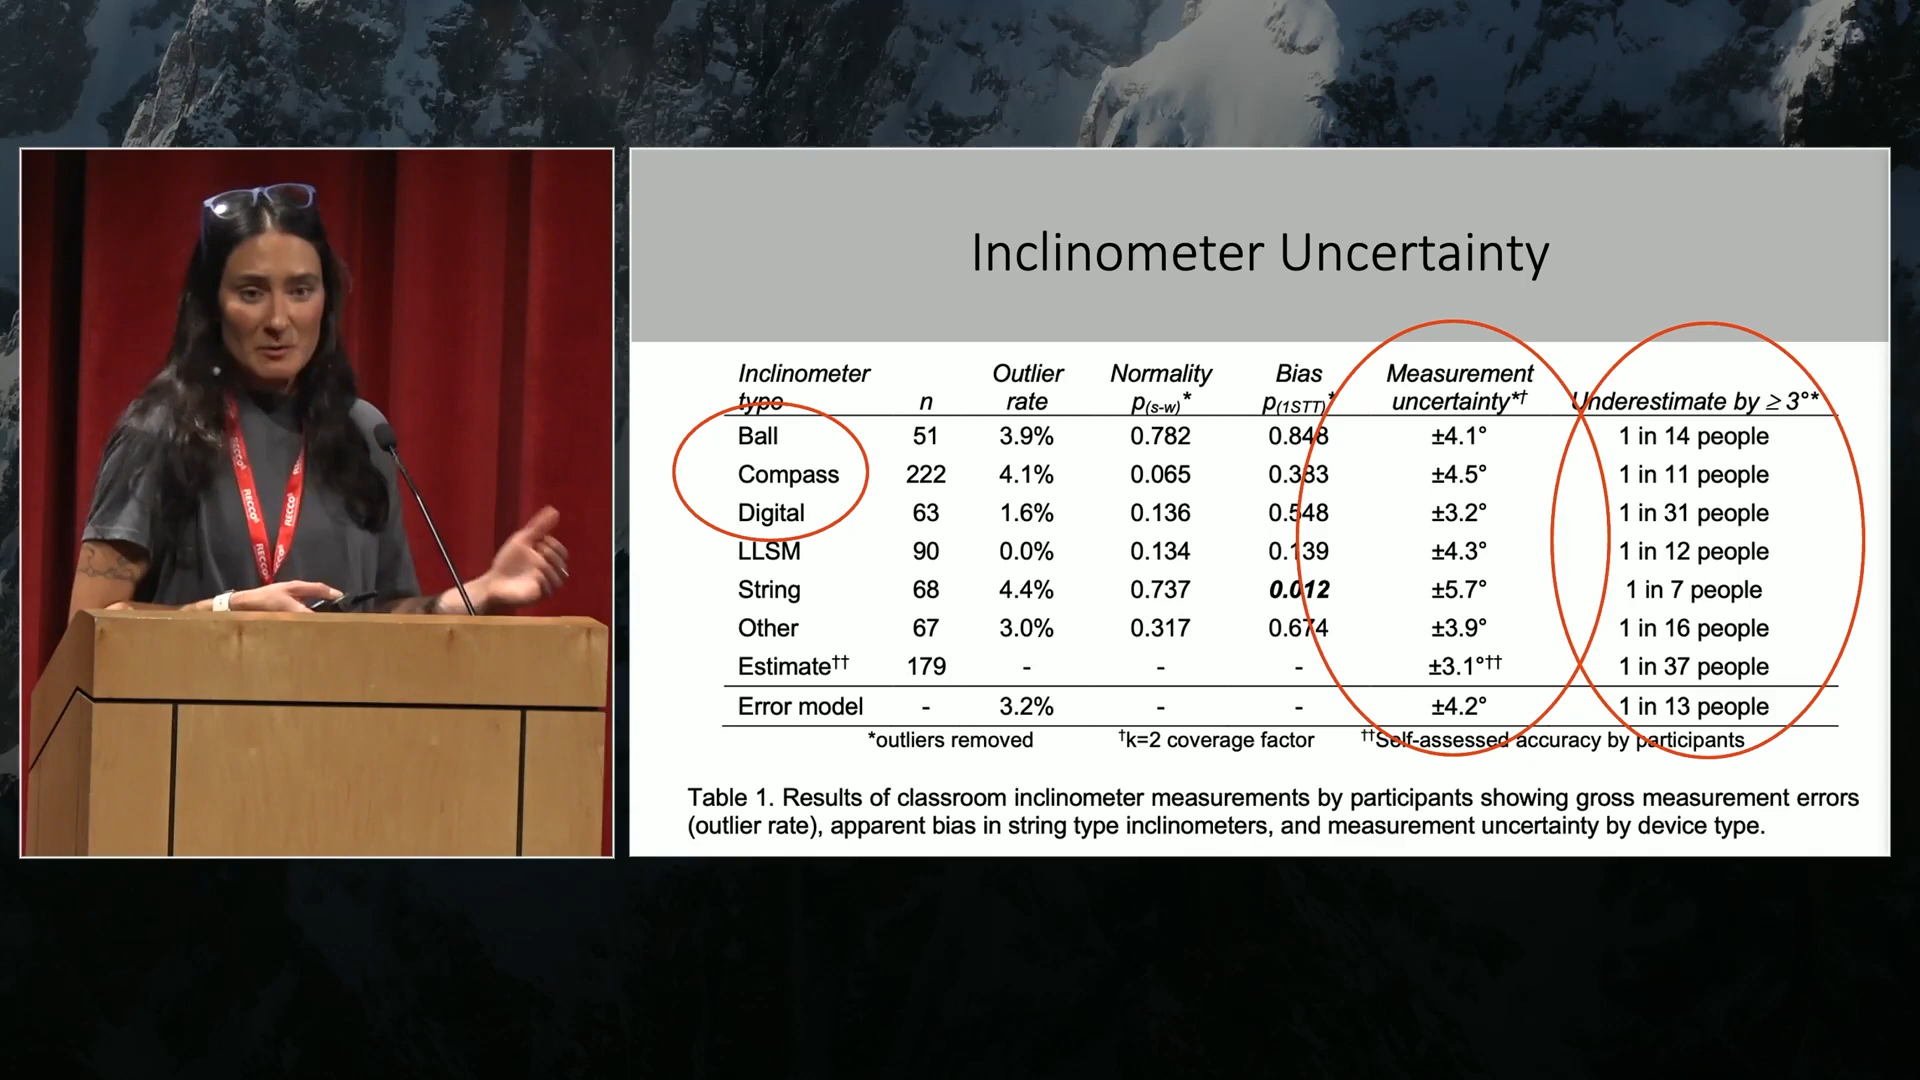 Inclinometer Uncertainty
Inclinometer type n Outlier rate Normality p(s-w)* Bias p(1STT)* Measurement uncertainty*† Underestimate by ≥ 3°*
Ball 51 3.9% 0.782 0.848 ±4.1° 1 in 14 people
Compass 222 4.1% 0.065 0.383 ±4.5° 1 in 11 people
Digital 63 1.6% 0.136 0.548 ±3.2° 1 in 31 people
LLSM 90 0.0% 0.134 0.139 ±4.3° 1 in 12 people
String 68 4.4% 0.737 0.012 ±5.7° 1 in 7 people
Other 67 3.0% 0.317 0.674 ±3.9° 1 in 16 people
Estimate†† 179 - - - ±3.1°†† 1 in 37 people
Error model - 3.2% - - ±4.2° 1 in 13 people
*outliers removed †k=2 coverage factor ††Self-assessed accuracy by participants
Table 1. Results of classroom inclinometer measurements by participants showing gross measurement errors
(outlier rate), apparent bias in string type inclinometers, and measurement uncertainty by device type.
RECCO
RECCO
RECCO